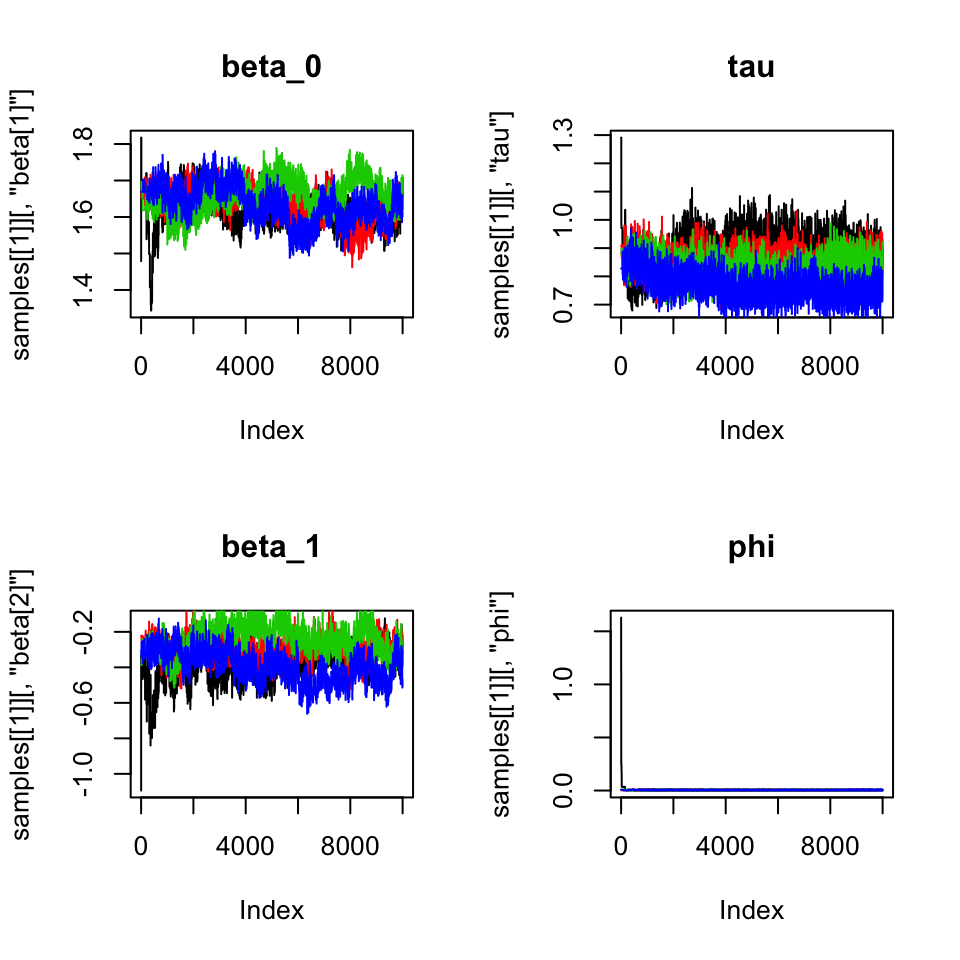 beta_0
samples[[1]][, "beta[1]"]
1.4 1.6 1.8
0 4000 8000
Index
tau
samples[[1]][, "tau"]
0.7 1.0 1.3
0 4000 8000
Index
beta_1
samples[[1]][, "beta[2]"]
-1.0 -0.6 -0.2
0 4000 8000
Index
phi
samples[[1]][, "phi"]
0.0 1.0
0 4000 8000
Index